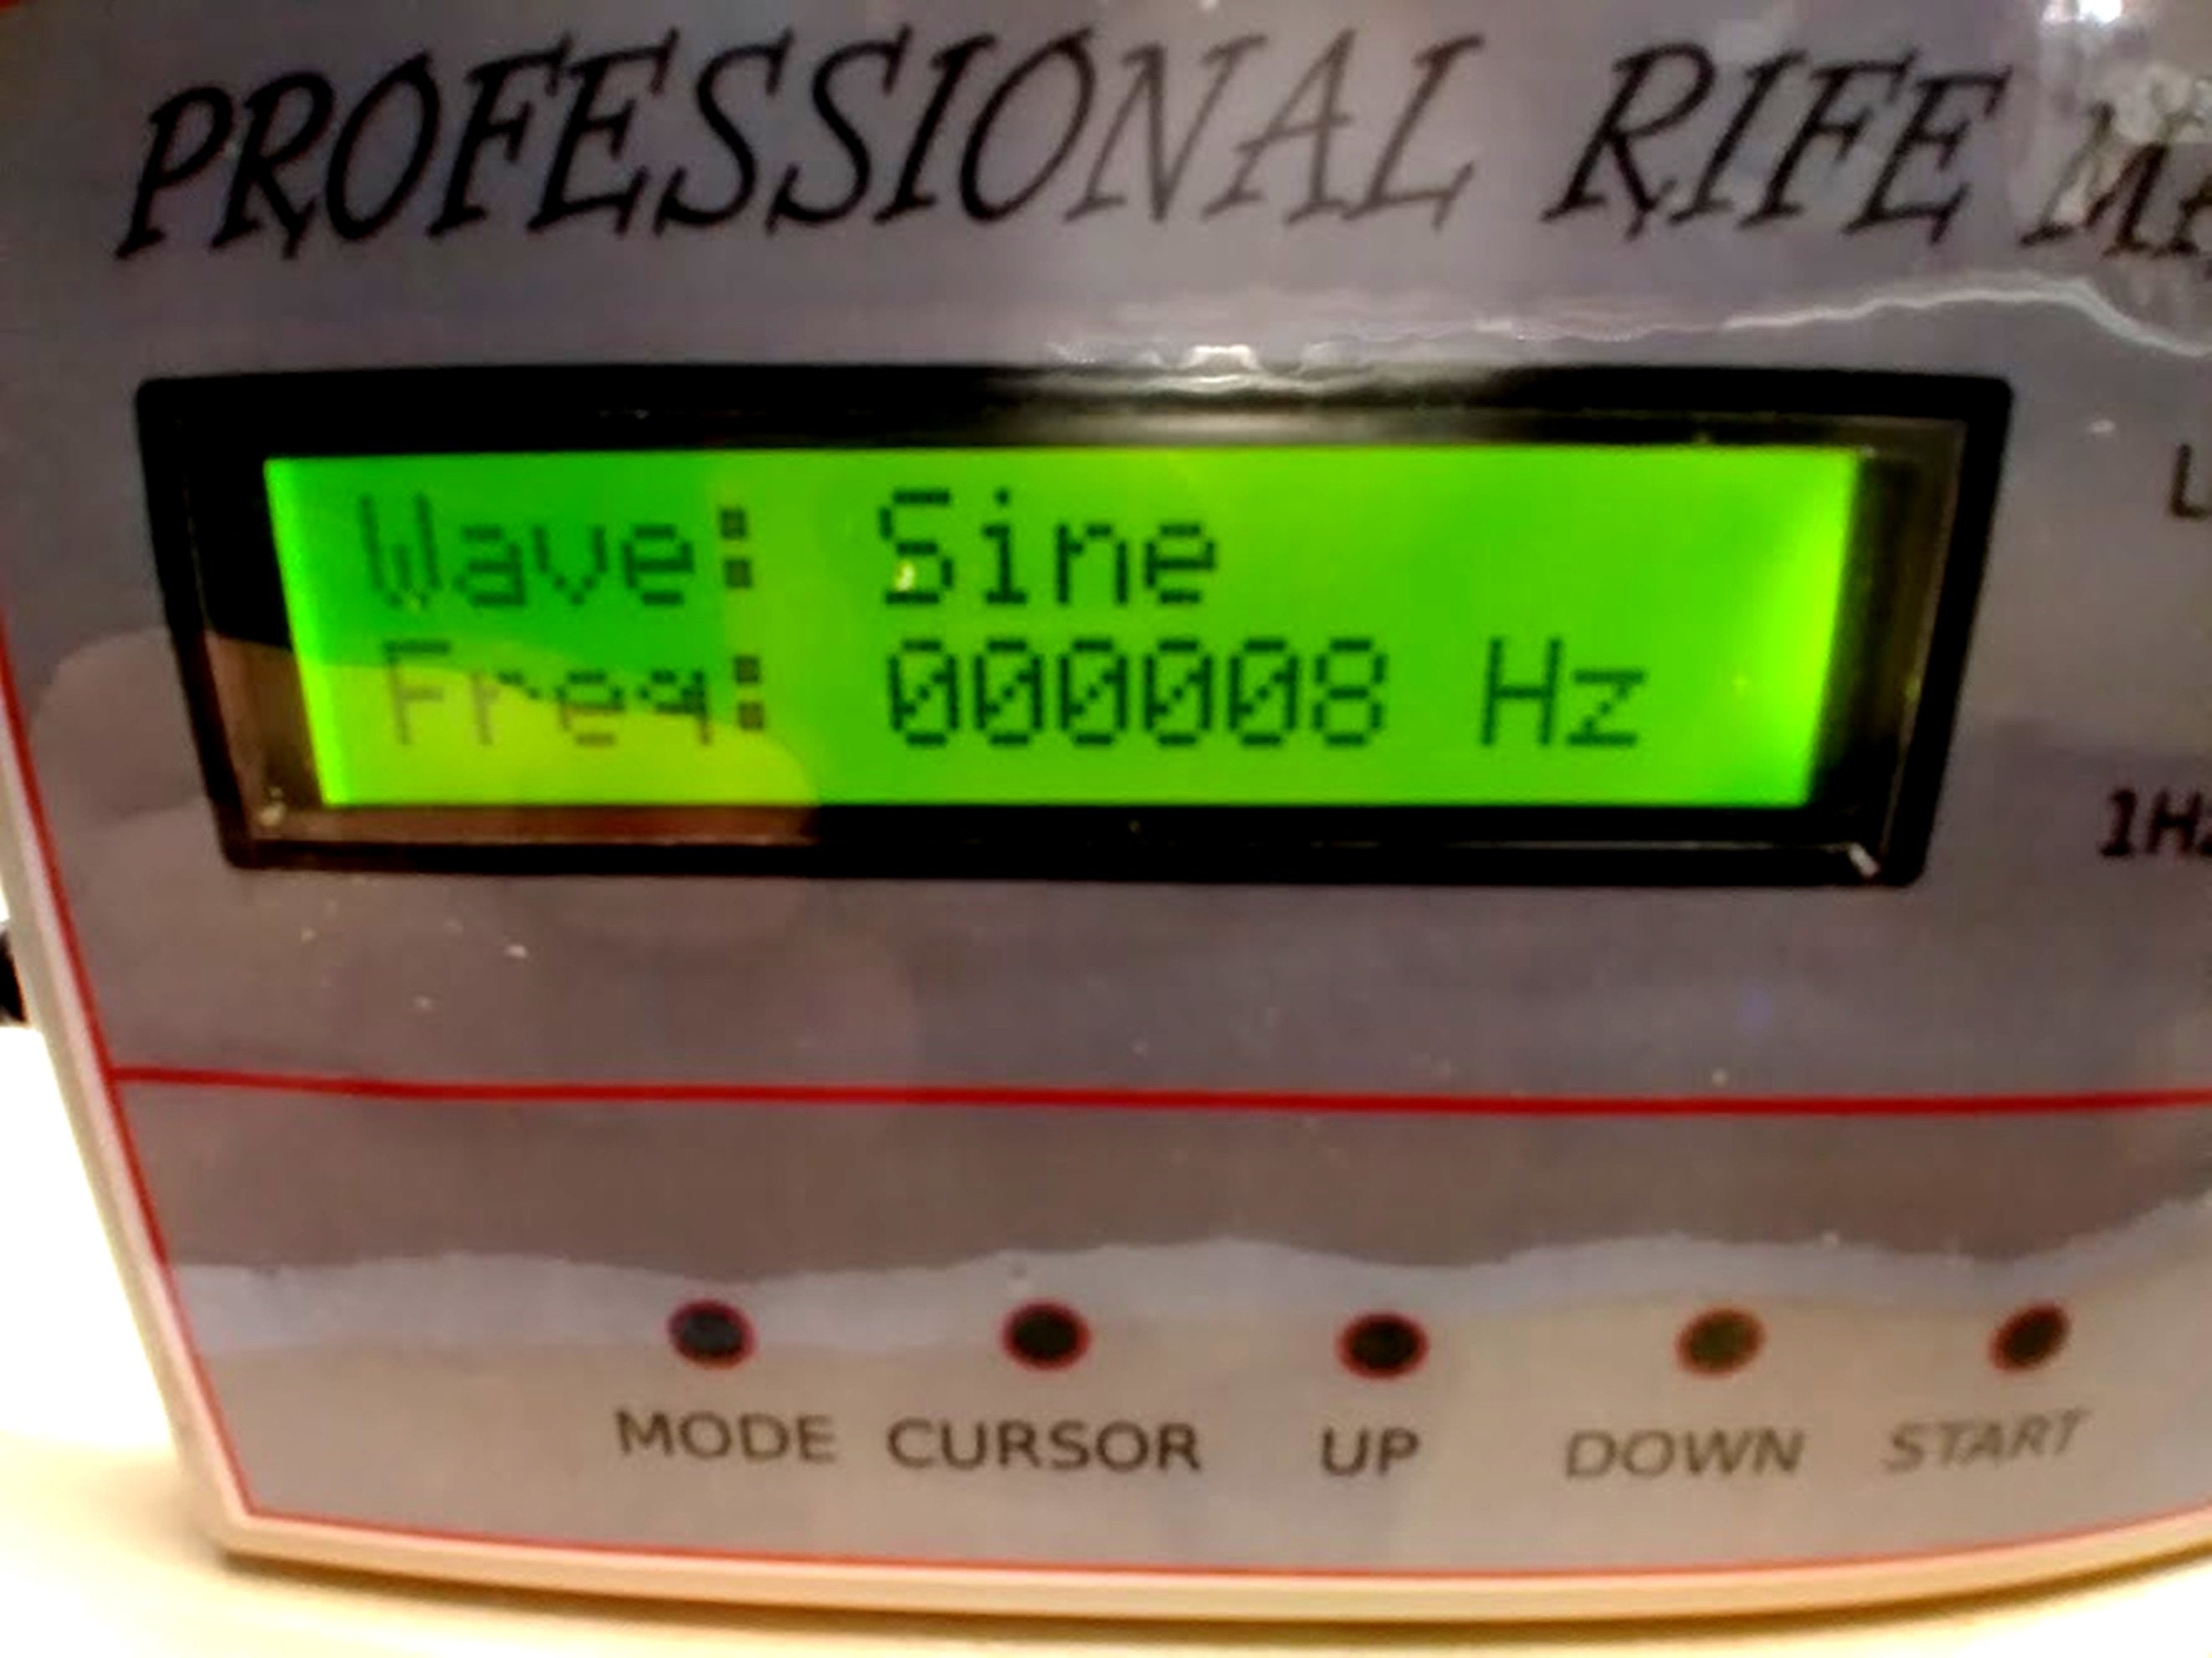 PROFESSIONAL RIFE
Wave: Sine
Freq: 000008 Hz
MODE CURSOR UP DOWN START